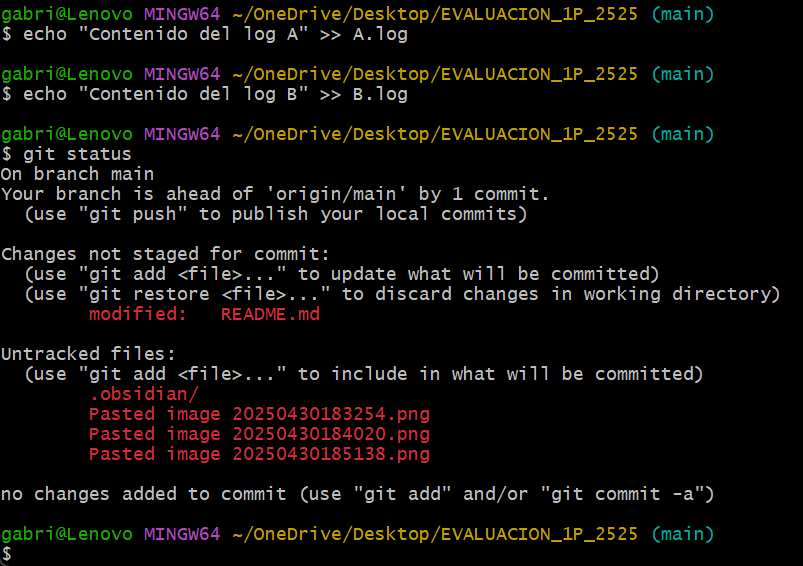 gabri@Lenovo MINGW64 ~/OneDrive/Desktop/EVALUACION_1P_2525 (main)
$ echo "Contenido del log A" >> A.log
gabri@Lenovo MINGW64 ~/OneDrive/Desktop/EVALUACION_1P_2525 (main)
$ echo "Contenido del log B" >> B.log
gabri@Lenovo MINGW64 ~/OneDrive/Desktop/EVALUACION_1P_2525 (main)
$ git status
On branch main
Your branch is ahead of 'origin/main' by 1 commit.
  (use "git push" to publish your local commits)
Changes not staged for commit:
  (use "git add <file>..." to update what will be committed)
  (use "git restore <file>..." to discard changes in working directory)
        modified:   README.md
Untracked files:
  (use "git add <file>..." to include in what will be committed)
        .obsidian/
        Pasted image 20250430183254.png
        Pasted image 20250430184020.png
        Pasted image 20250430185138.png
no changes added to commit (use "git add" and/or "git commit -a")
gabri@Lenovo MINGW64 ~/OneDrive/Desktop/EVALUACION_1P_2525 (main)
$